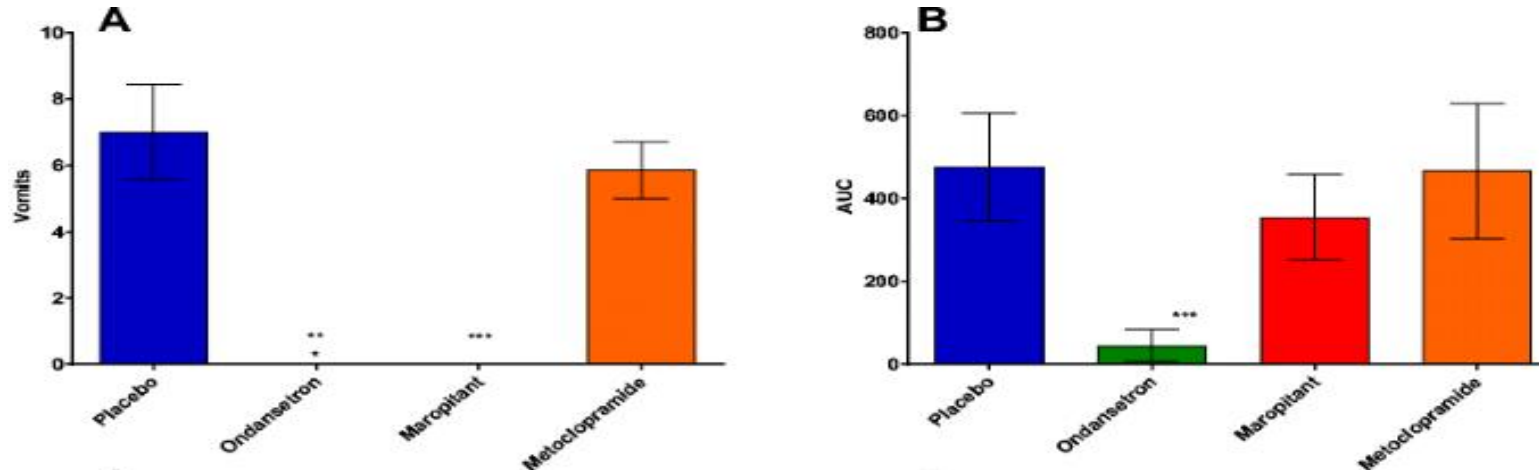 A
10
8
6
4
2
0
Vomits
**
*
***
Placebo
Ondansetron
Maropitant
Metoclopramide
B
800
600
400
200
0
AUC
***
Placebo
Ondansetron
Maropitant
Metoclopramide